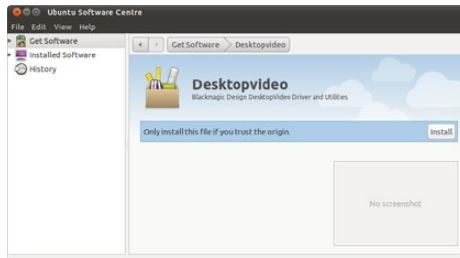 Ubuntu Software Centre
File Edit View Help
Get Software
Installed Software
History
Get Software Desktopvideo
Desktopvideo
Blackmagic Design DesktopVideo Driver and Utilities
Only install this file if you trust the origin.
Install
No screenshot